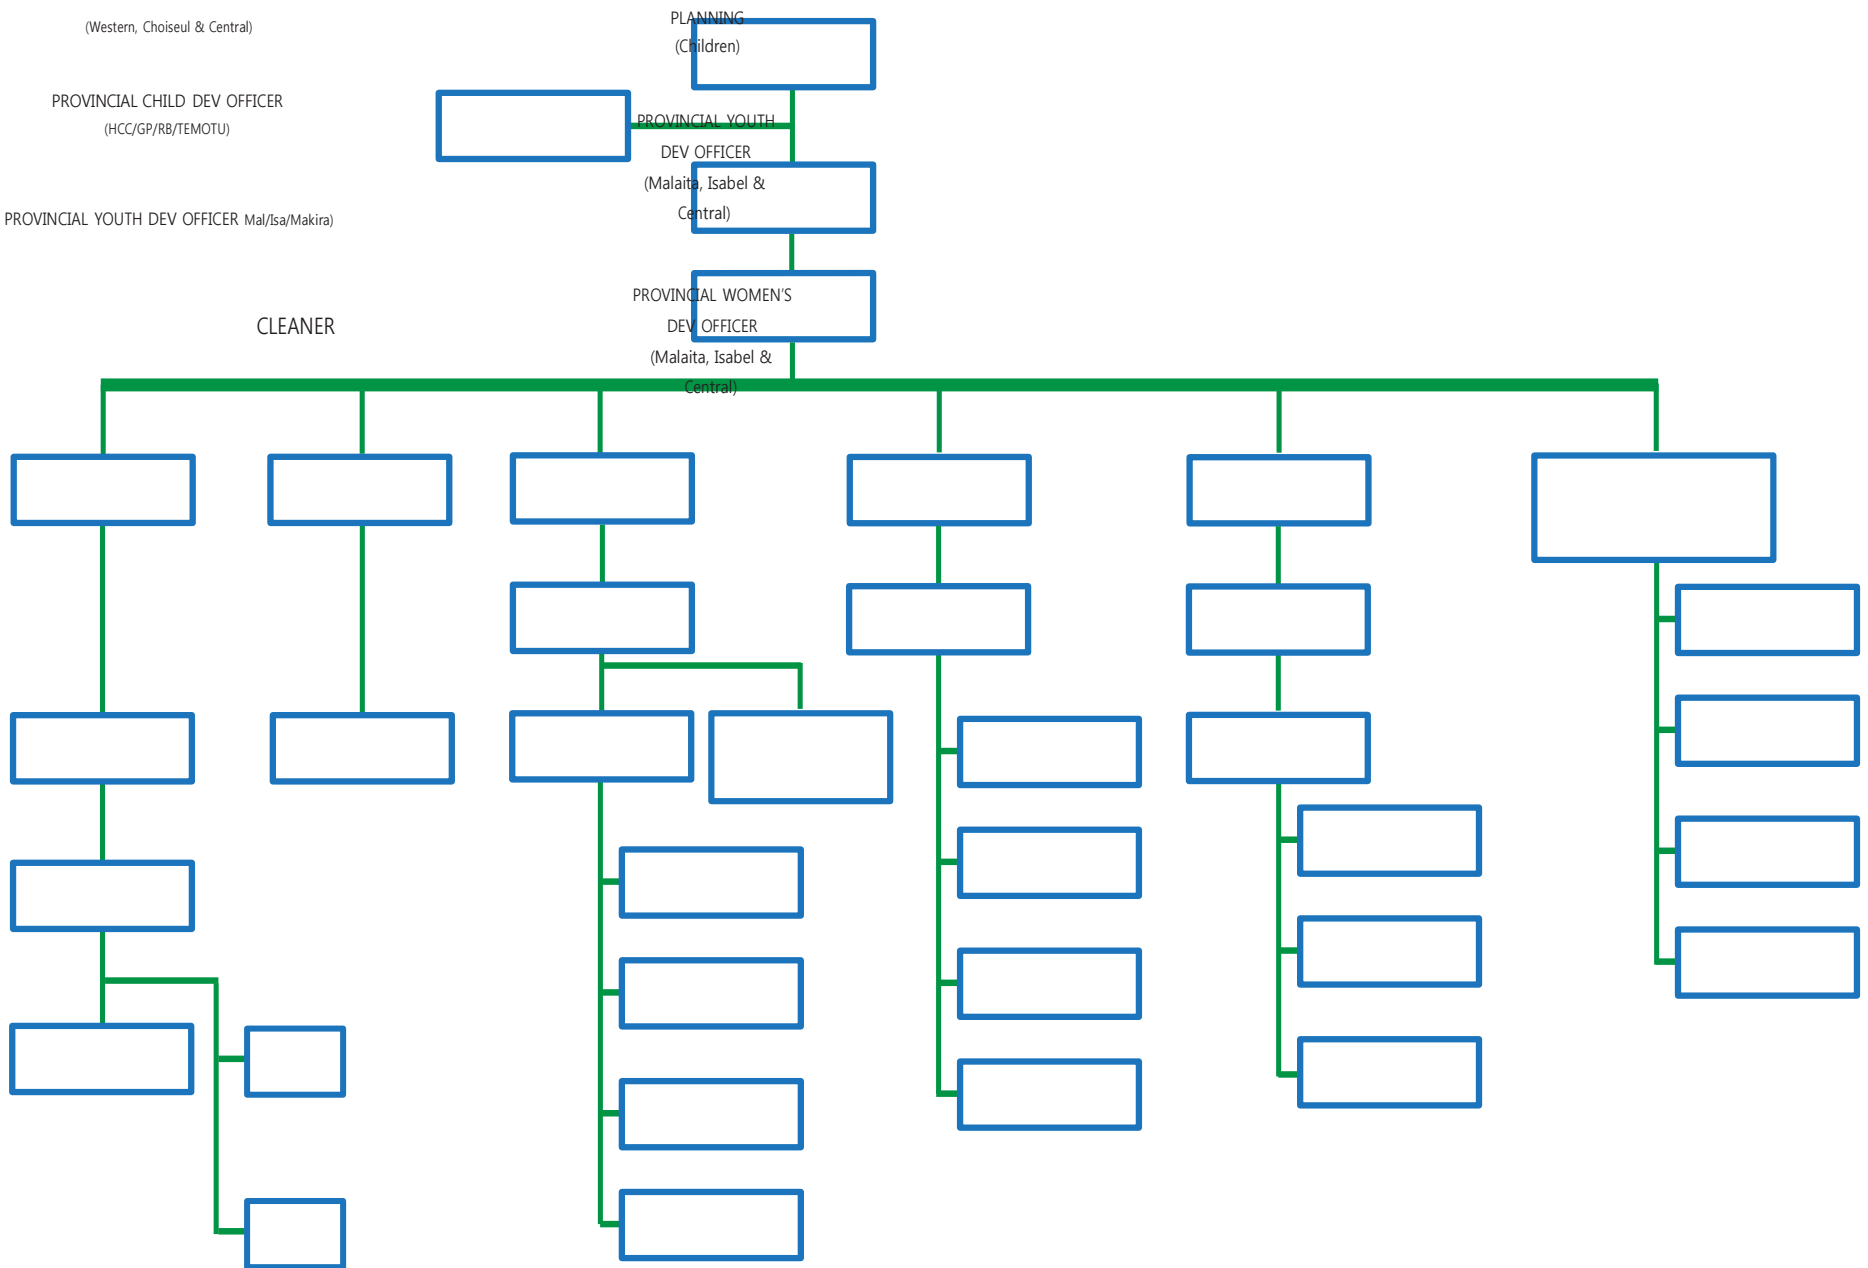 (Western, Choiseul & Central)
PROVINCIAL CHILD DEV OFFICER
(HCC/GP/RB/TEMOTU)
PROVINCIAL YOUTH DEV OFFICER Mal/Isa/Makira)
CLEANER
PLANNING
(Children)
PROVINCIAL YOUTH
DEV OFFICER
(Malaita, Isabel &
Central)
PROVINCIAL WOMEN'S
DEV OFFICER
(Malaita, Isabel &
Central)